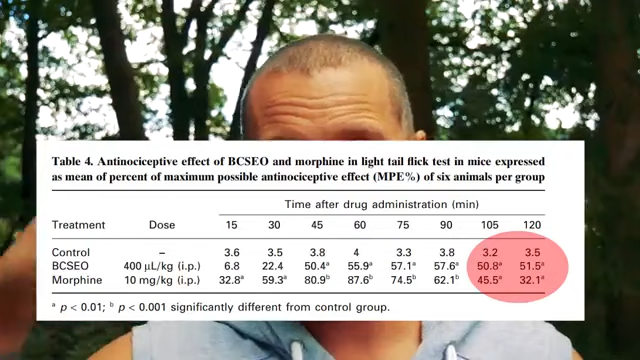 Table 4. Antinociceptive effect of BCSEO and morphine in light tail flick test in mice expressed
as mean of percent of maximum possible antinociceptive effect (MPE%) of six animals per group
Time after drug administration (min)
Treatment Dose 15 30 45 60 75 90 105 120
Control – 3.6 3.5 3.8 4 3.3 3.8 3.2 3.5
BCSEO 400 μL/kg (i.p.) 6.8 22.4 50.4ᵃ 55.9ᵃ 57.1ᵃ 57.6ᵃ 50.8ᵃ 51.5ᵃ
Morphine 10 mg/kg (i.p.) 32.8ᵃ 59.3ᵃ 80.9ᵇ 87.6ᵇ 74.5ᵇ 62.1ᵇ 45.5ᵃ 32.1ᵃ
ᵃ p < 0.01; ᵇ p < 0.001 significantly different from control group.